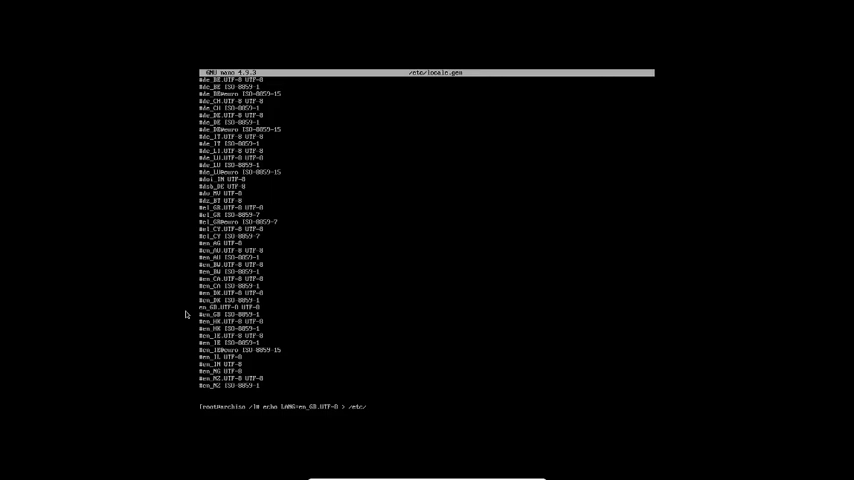 GNU nano 4.9.3 /etc/locale.gen
#de_BE.UTF-8 UTF-8
#de_BE ISO-8859-1
#de_BE@euro ISO-8859-15
#de_CH.UTF-8 UTF-8
#de_CH ISO-8859-1
#de_DE.UTF-8 UTF-8
#de_DE ISO-8859-1
#de_DE@euro ISO-8859-15
#de_IT.UTF-8 UTF-8
#de_IT ISO-8859-1
#de_LI.UTF-8 UTF-8
#de_LU.UTF-8 UTF-8
#de_LU ISO-8859-1
#de_LU@euro ISO-8859-15
#doi_IN UTF-8
#dsb_DE UTF-8
#dv_MV UTF-8
#dz_BT UTF-8
#el_GR.UTF-8 UTF-8
#el_GR ISO-8859-7
#el_GR@euro ISO-8859-7
#el_CY.UTF-8 UTF-8
#el_CY ISO-8859-7
#en_AG UTF-8
#en_AU.UTF-8 UTF-8
#en_AU ISO-8859-1
#en_BW.UTF-8 UTF-8
#en_BW ISO-8859-1
#en_CA.UTF-8 UTF-8
#en_CA ISO-8859-1
#en_DK.UTF-8 UTF-8
#en_DK ISO-8859-1
en_GB.UTF-8 UTF-8
#en_GB ISO-8859-1
#en_HK.UTF-8 UTF-8
#en_HK ISO-8859-1
#en_IE.UTF-8 UTF-8
#en_IE ISO-8859-1
#en_IE@euro ISO-8859-15
#en_IL UTF-8
#en_IN UTF-8
#en_NG UTF-8
#en_NZ.UTF-8 UTF-8
#en_NZ ISO-8859-1
[root@archiso /]# echo LANG=en_GB.UTF-8 > /etc/